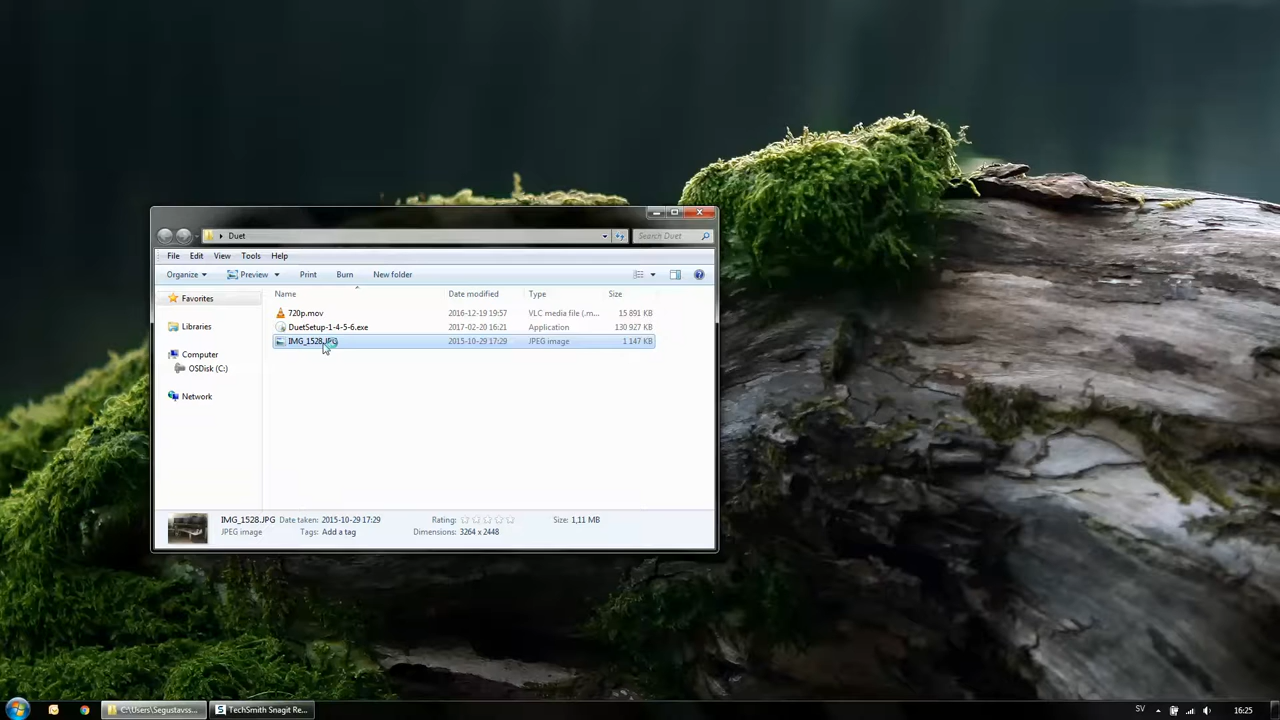 Duet
Search Duet
File Edit View Tools Help
Organize Preview Print Burn New folder
Name Date modified Type Size
Favorites
Libraries
Computer
OSDisk (C:)
Network
720p.mov 2016-12-19 19:57 VLC media file (.m... 15 891 KB
DuetSetup-1-4-5-6.exe 2017-02-20 16:21 Application 130 927 KB
IMG_1528.JPG 2015-10-29 17:29 JPEG image 1 147 KB
IMG_1528.JPG Date taken: 2015-10-29 17:29 Rating: Size: 1,11 MB
JPEG image Tags: Add a tag Dimensions: 3264 x 2448
C:\Users\Segustavss... TechSmith Snagit Re... SV 16:25